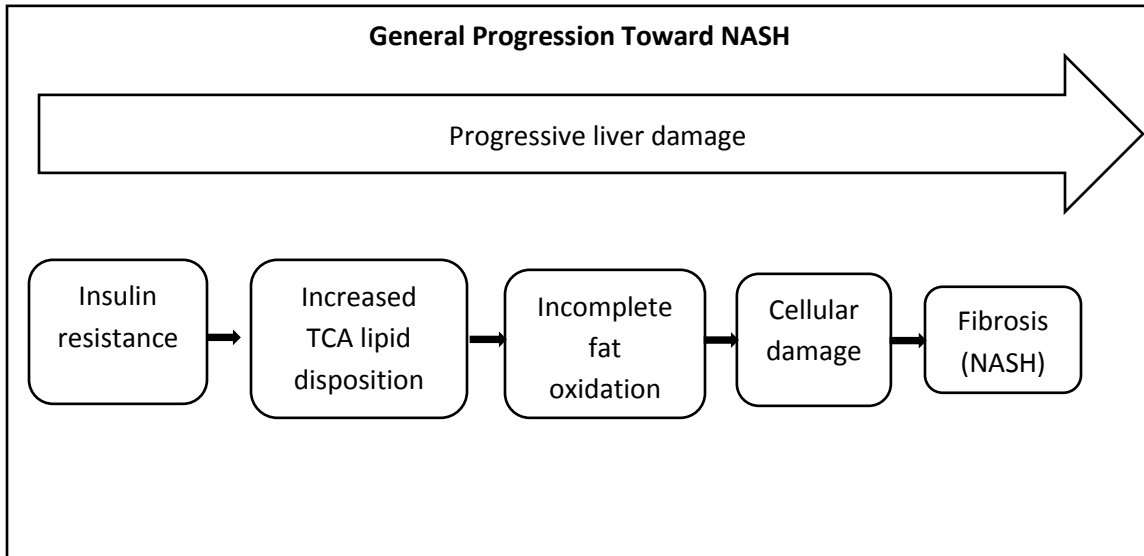 General Progression Toward NASH
Progressive liver damage
Insulin
resistance
Increased
TCA lipid
disposition
Incomplete
fat
oxidation
Cellular
damage
Fibrosis
(NASH)